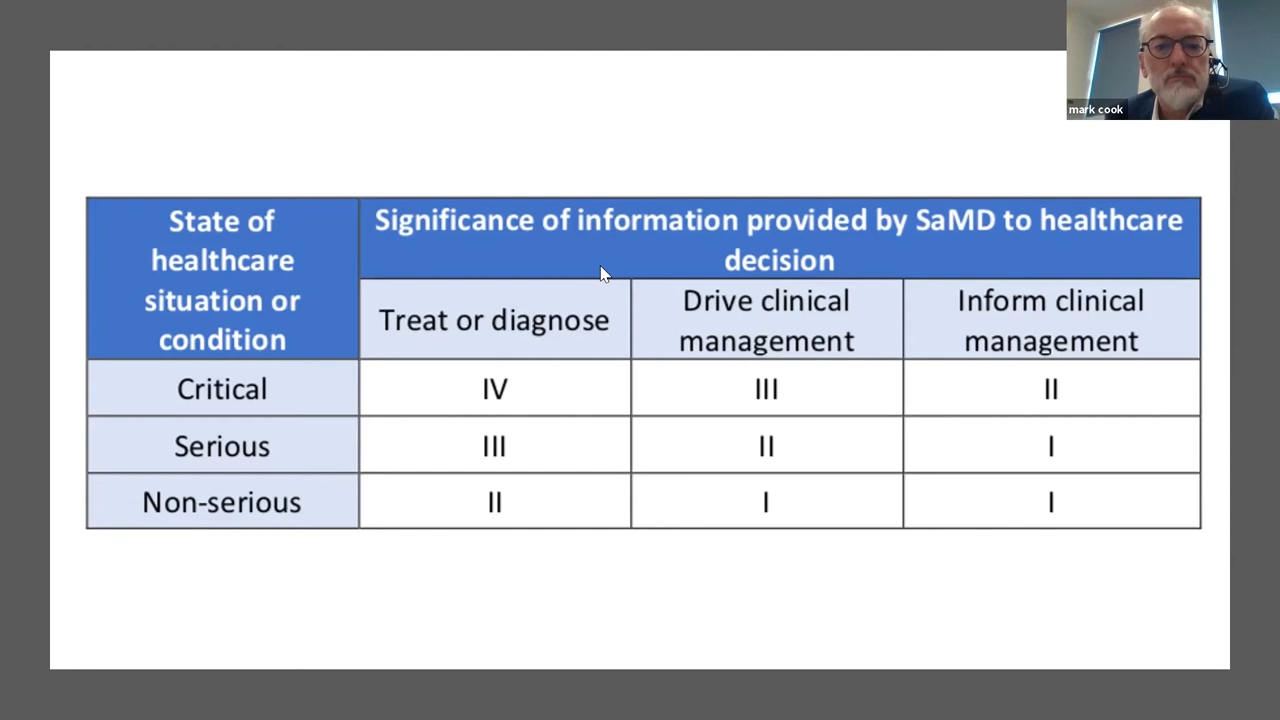 mark cook
State of
healthcare
situation or
condition
Significance of information provided by SaMD to healthcare
decision
Treat or diagnose
Drive clinical
management
Inform clinical
management
Critical
IV
III
II
Serious
III
II
I
Non-serious
II
I
I